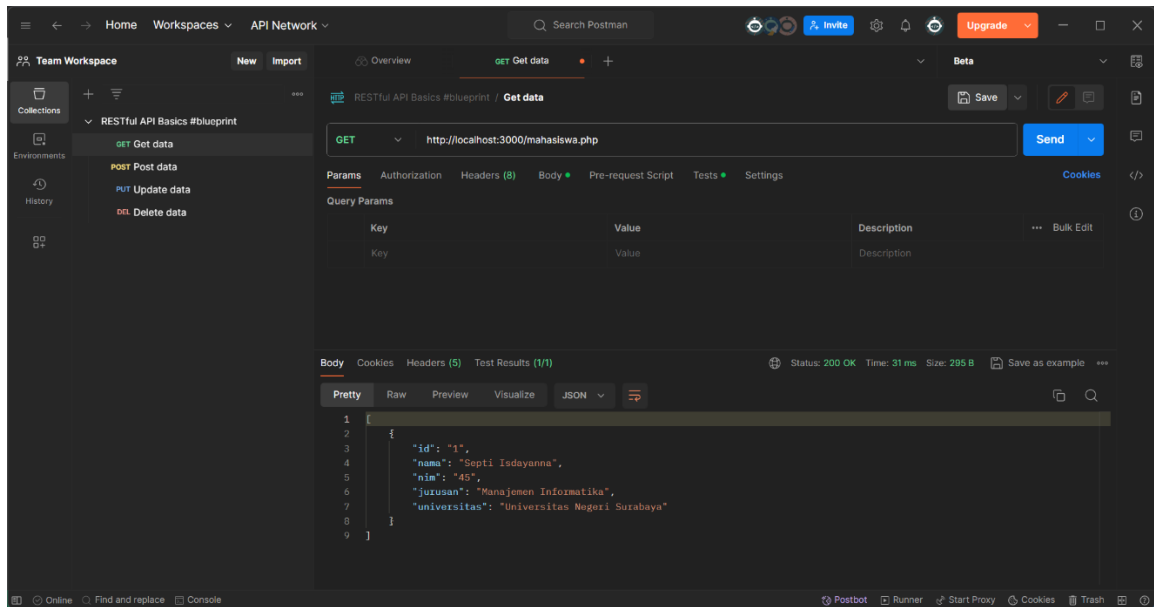 Home Workspaces API Network Search Postman Invite Upgrade
Team Workspace New Import Overview GET Get data + Beta
Collections
Environments
History
RESTful API Basics #blueprint
GET Get data
POST Post data
PUT Update data
DEL Delete data
HTTP RESTful API Basics #blueprint / Get data Save
GET http://localhost:3000/mahasiswa.php Send
Params Authorization Headers (8) Body Pre-request Script Tests Settings Cookies
Query Params
Key Value Description Bulk Edit
Key Value Description
Body Cookies Headers (5) Test Results (1/1) Status: 200 OK Time: 31 ms Size: 295 B Save as example
Pretty Raw Preview Visualize JSON
1 [
2 {
3 "id": "1",
4 "nama": "Septi Isdayanna",
5 "nim": "45",
6 "jurusan": "Manajemen Informatika",
7 "universitas": "Universitas Negeri Surabaya"
8 }
9 ]
Online Find and replace Console Postbot Runner Start Proxy Cookies Trash